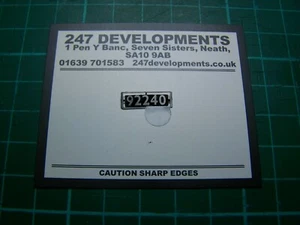 247 DEVELOPMENTS
1 Pen Y Banc, Seven Sisters, Neath,
SA10 9AB
01639 701583 247developments.co.uk
92240
CAUTION SHARP EDGES